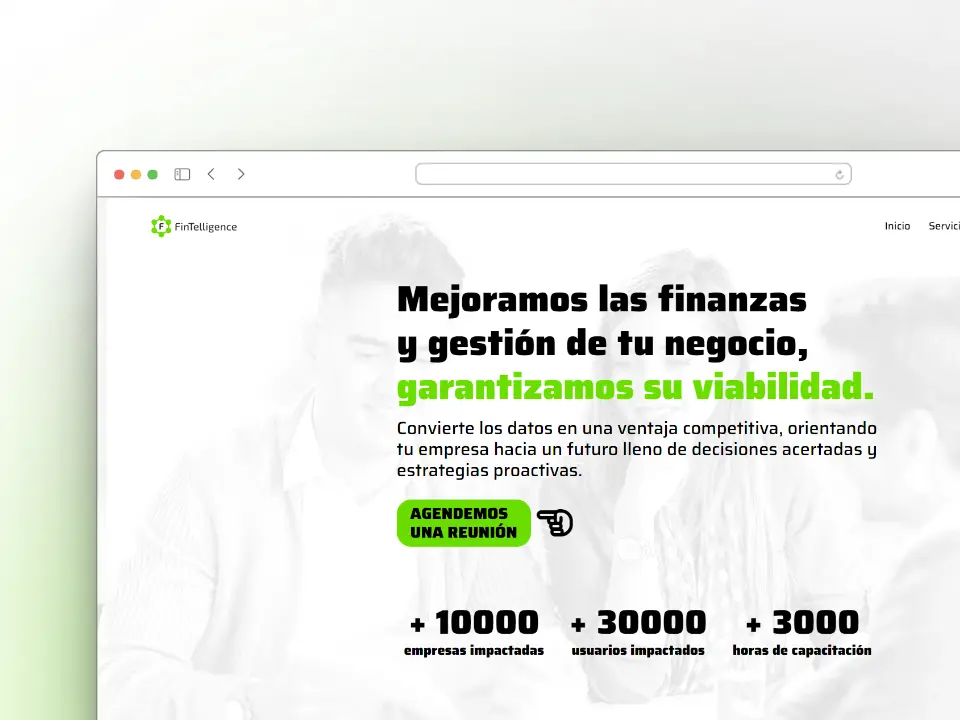 F FinTelligence
Inicio Servici
Mejoramos las finanzas
y gestión de tu negocio,
garantizamos su viabilidad.
Convierte los datos en una ventaja competitiva, orientando
tu empresa hacia un futuro lleno de decisiones acertadas y
estrategias proactivas.
AGENDEMOS
UNA REUNIÓN
+ 10000 + 30000 + 3000
empresas impactadas usuarios impactados horas de capacitación